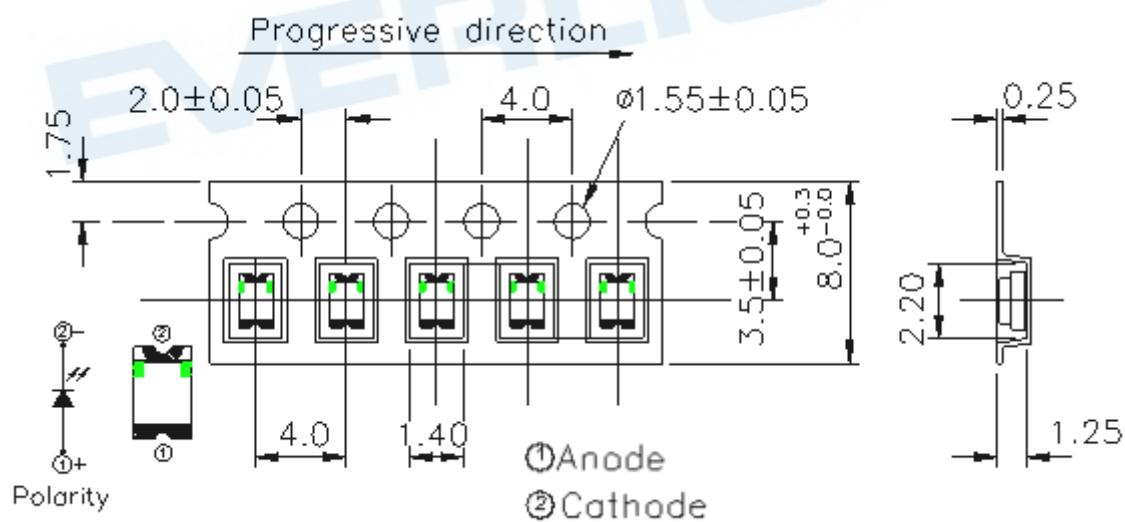 EVERLIGHT
Progressive direction
2.0±0.05
4.0
ø1.55±0.05
0.25
1.75
3.5±0.05
8.0 +0.3 -0.0
2.20
②-
②
4.0
1.40
1.25
①+
①
Polarity
①Anode
②Cathode